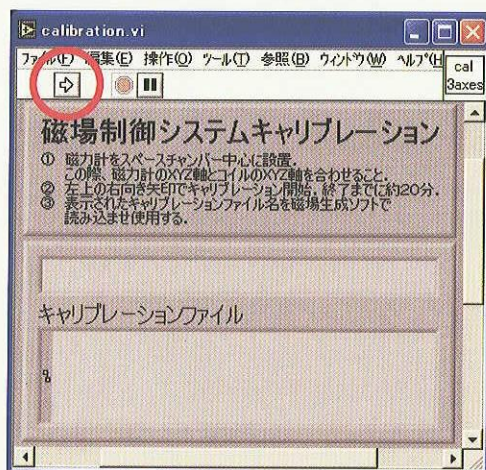 calibration.vi
ファイル(F) 編集(E) 操作(O) ツール(T) 参照(B) ウィンドウ(W) ヘルプ(H
cal
3axes
磁場制御システムキャリブレーション
① 磁力計をスペースチャンバー中心に設置.
この際、磁力計のXYZ軸とコイルのXYZ軸を合わせること.
② 左上の右向き矢印でキャリブレーション開始. 終了までに約20分.
③ 表示されたキャリブレーションファイル名を磁場生成ソフトで
読み込ませ使用する.
キャリブレーションファイル